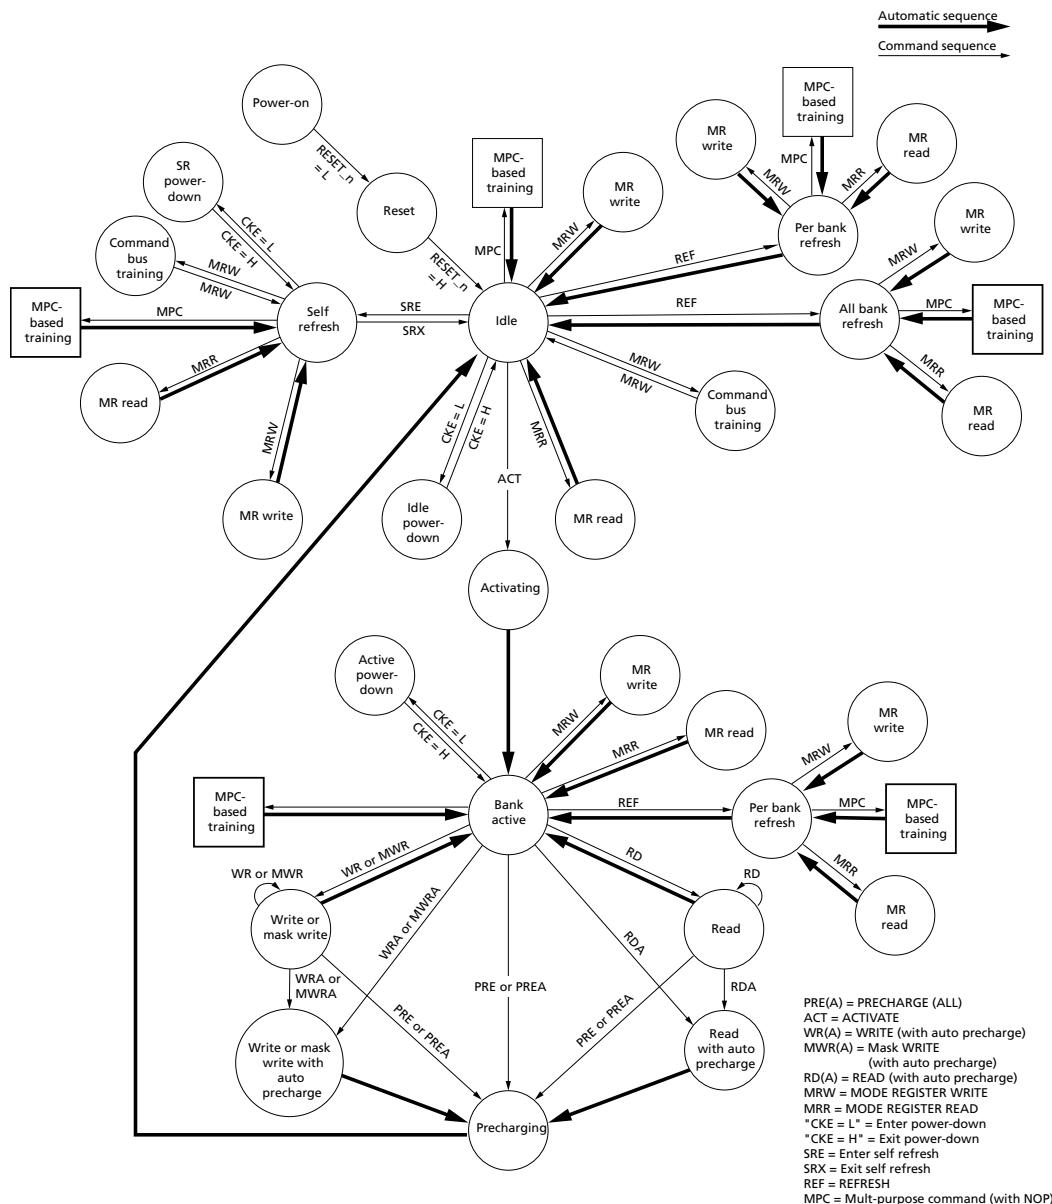 Automatic sequence
Command sequence
Power-on
RESET_n
= L
Reset
RESET_n
= H
SR
power-
down
CKE = L
CKE = H
Command
bus training
MRW
MRW
MPC-
based
training
MPC
Self
refresh
MRR
MR read
MRW
MR write
SRE
SRX
MPC-
based
training
MPC
MR
write
MRW
Idle
MR
write
MRW
MPC-
based
training
MPC
MR
read
MRR
Per bank
refresh
REF
REF
MR
write
MRW
All bank
refresh
MPC
MPC-
based
training
MRR
MR
read
MRW
MRW
Command
bus training
CKE = L
CKE = H
Idle
power-
down
ACT
MRR
MR read
Activating
Active
power-
down
CKE = L
CKE = H
MR
write
MRW
MR read
MRR
MPC-
based
training
Bank
active
REF
Per bank
refresh
MR
write
MRW
MPC
MPC-
based
training
MRR
MR
read
WR or MWR
WR or MWR
Write or
mask write
WRA or MWRA
RD
RD
Read
RDA
WRA or
MWRA
PRE or PREA
PRE or PREA
PRE or PREA
RDA
Write or mask
write with
auto
precharge
Read
with auto
precharge
Precharging
PRE(A) = PRECHARGE (ALL)
ACT = ACTIVATE
WR(A) = WRITE (with auto precharge)
MWR(A) = Mask WRITE
(with auto precharge)
RD(A) = READ (with auto precharge)
MRW = MODE REGISTER WRITE
MRR = MODE REGISTER READ
"CKE = L" = Enter power-down
"CKE = H" = Exit power-down
SRE = Enter self refresh
SRX = Exit self refresh
REF = REFRESH
MPC = Mult-purpose command (with NOP)